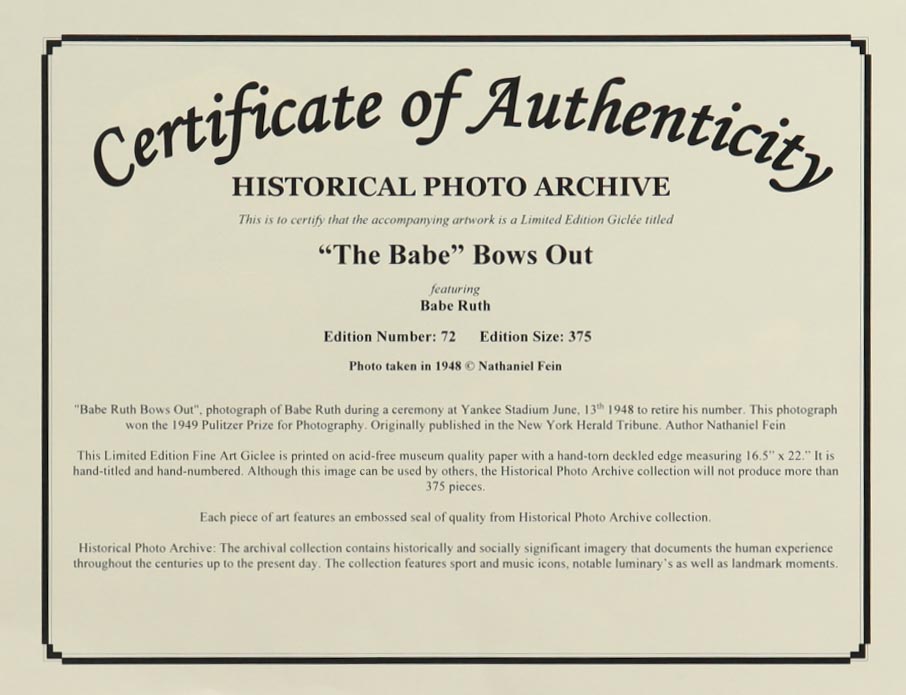 Certificate of Authenticity
HISTORICAL PHOTO ARCHIVE
This is to certify that the accompanying artwork is a Limited Edition Giclée titled
“The Babe” Bows Out
featuring
Babe Ruth
Edition Number: 72 Edition Size: 375
Photo taken in 1948 © Nathaniel Fein
"Babe Ruth Bows Out", photograph of Babe Ruth during a ceremony at Yankee Stadium June, 13th 1948 to retire his number. This photograph
won the 1949 Pulitzer Prize for Photography. Originally published in the New York Herald Tribune. Author Nathaniel Fein
This Limited Edition Fine Art Giclee is printed on acid-free museum quality paper with a hand-torn deckled edge measuring 16.5” x 22.” It is
hand-titled and hand-numbered. Although this image can be used by others, the Historical Photo Archive collection will not produce more than
375 pieces.
Each piece of art features an embossed seal of quality from Historical Photo Archive collection.
Historical Photo Archive: The archival collection contains historically and socially significant imagery that documents the human experience
throughout the centuries up to the present day. The collection features sport and music icons, notable luminary’s as well as landmark moments.